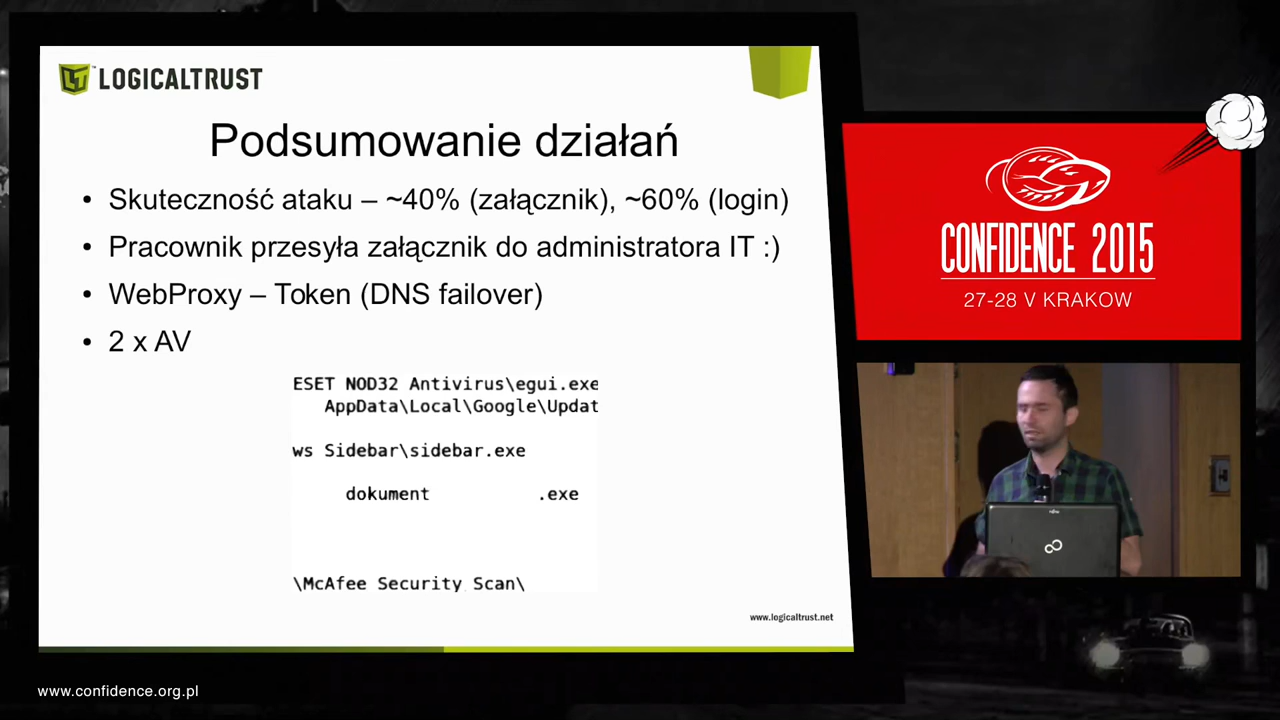 LOGICALTRUST
Podsumowanie działań
• Skuteczność ataku – ~40% (załącznik), ~60% (login)
• Pracownik przesyła załącznik do administratora IT :)
• WebProxy – Token (DNS failover)
• 2 x AV
ESET NOD32 Antivirus\egui.exe
AppData\Local\Google\Updat
ws Sidebar\sidebar.exe
dokument .exe
\McAfee Security Scan\
www.logicaltrust.net
CONFIDENCE 2015
27-28 V KRAKOW
www.confidence.org.pl